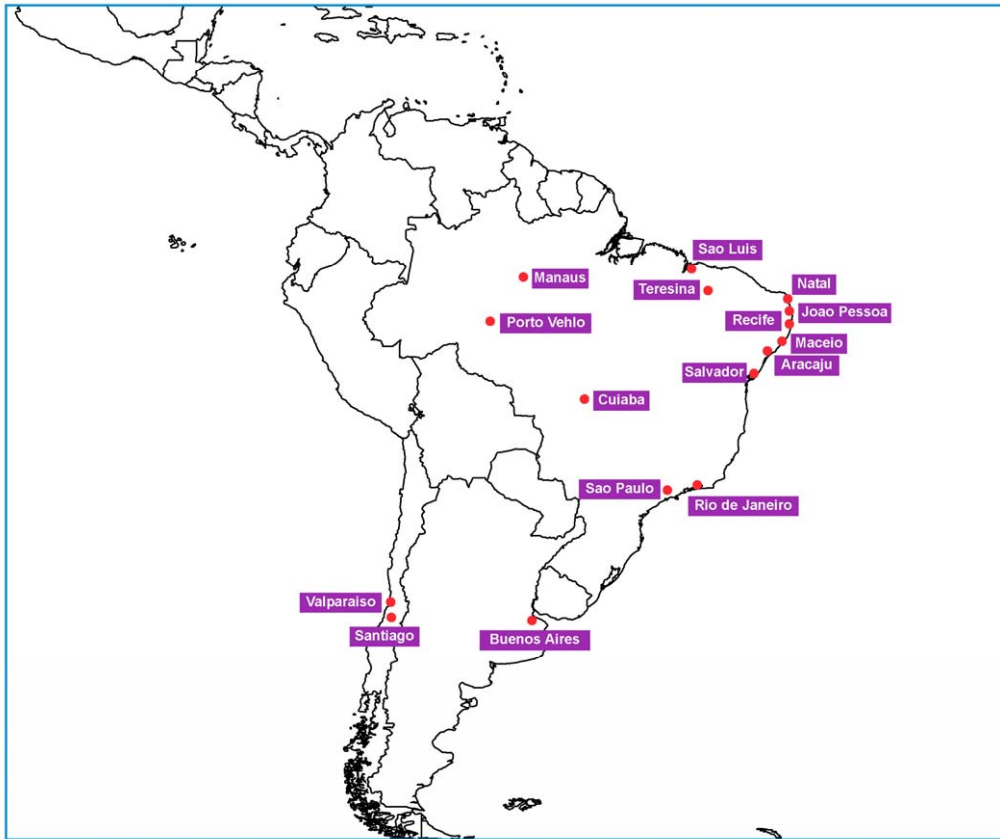 Sao Luis
Manaus
Teresina
Natal
Joao Pessoa
Recife
Porto Vehlo
Maceio
Aracaju
Salvador
Cuiaba
Sao Paulo
Rio de Janeiro
Valparaiso
Santiago
Buenos Aires